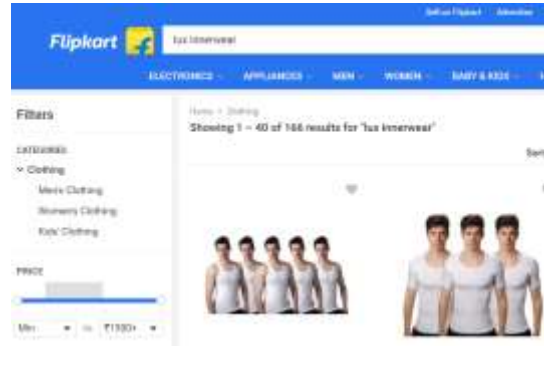 Sell on Flipkart Advertise
Flipkart
lux innerwear
ELECTRONICS APPLIANCES MEN WOMEN BABY & KIDS
Filters
Home > Clothing
Showing 1 – 40 of 166 results for "lux innerwear"
Sort
CATEGORIES
Clothing
Men's Clothing
Women's Clothing
Kids' Clothing
PRICE
Min to ₹1500+